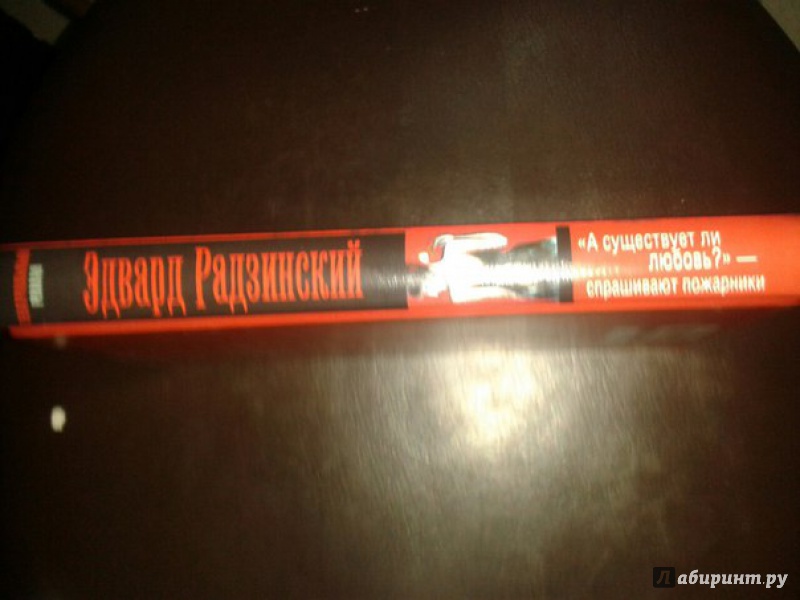 Эдвард Радзинский
«А существует ли
любовь?» —
спрашивают пожарники
Лабиринт.ру